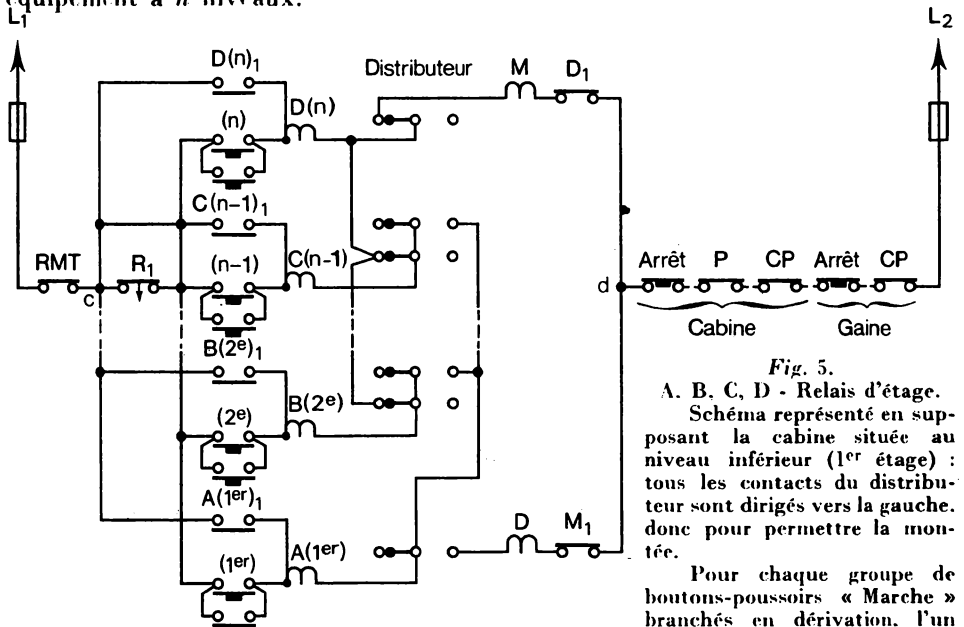 équipement à n niveaux.
L1
L2
D(n)1
Distributeur
M
D1
D(n)
(n)
C(n-1)1
(n-1)
C(n-1)
RMT
R1
c
d
Arrêt
P
CP
Arrêt
CP
Cabine
Gaine
B(2e)1
B(2e)
(2e)
A(1er)1
A(1er)
(1er)
D
M1
Fig. 5.
A. B, C, D - Relais d'étage.
Schéma représenté en sup-
posant la cabine située au
niveau inférieur (1er étage) :
tous les contacts du distribu-
teur sont dirigés vers la gauche.
donc pour permettre la mon-
tée.
Pour chaque groupe de
boutons-poussoirs « Marche »
branchés en dérivation, l'un